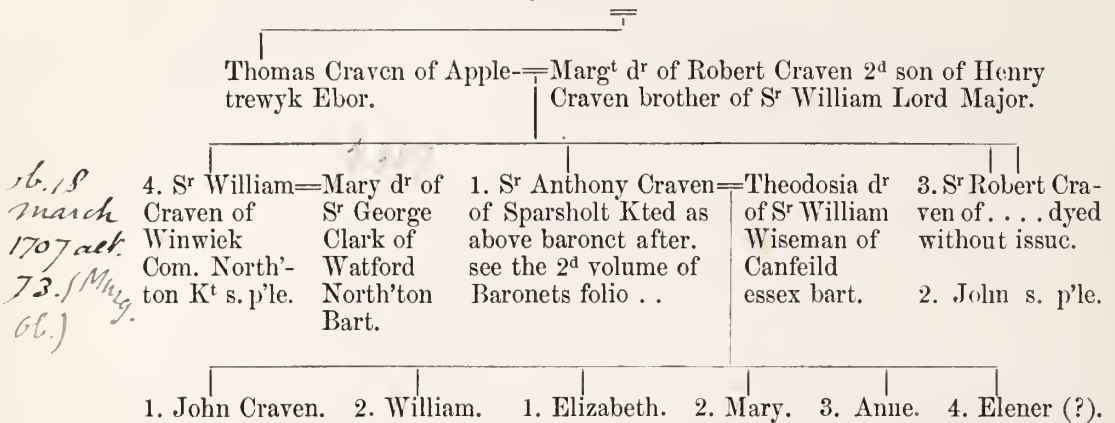 Thomas Craven of Apple-
trewyk Ebor.
Margᵗ dʳ of Robert Craven 2ᵈ son of Henry
Craven brother of Sʳ William Lord Major.
ob. 18
march
1707 aet.
73. (Marg.
Ob.)
4. Sʳ William
Craven of
Winwiek
Com. North'-
ton Kᵗ s. p'le.
Mary dʳ of
Sʳ George
Clark of
Watford
North'ton
Bart.
1. Sʳ Anthony Craven
of Sparsholt Kted as
above baronet after.
see the 2ᵈ volume of
Baronets folio . .
Theodosia dʳ
of Sʳ William
Wiseman of
Canfeild
essex bart.
3. Sʳ Robert Cra-
ven of. . . . dyed
without issue.
2. John s. p'le.
1. John Craven. 2. William. 1. Elizabeth. 2. Mary. 3. Anne. 4. Elener (?).